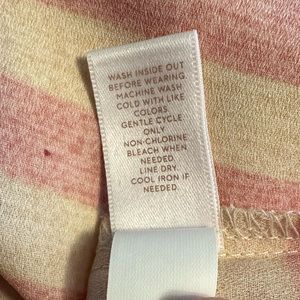 WASH INSIDE OUT
BEFORE WEARING.
MACHINE WASH
COLD WITH LIKE
COLORS.
GENTLE CYCLE
ONLY
NON-CHLORINE
BLEACH WHEN
NEEDED.
LINE DRY.
COOL IRON IF
NEEDED.